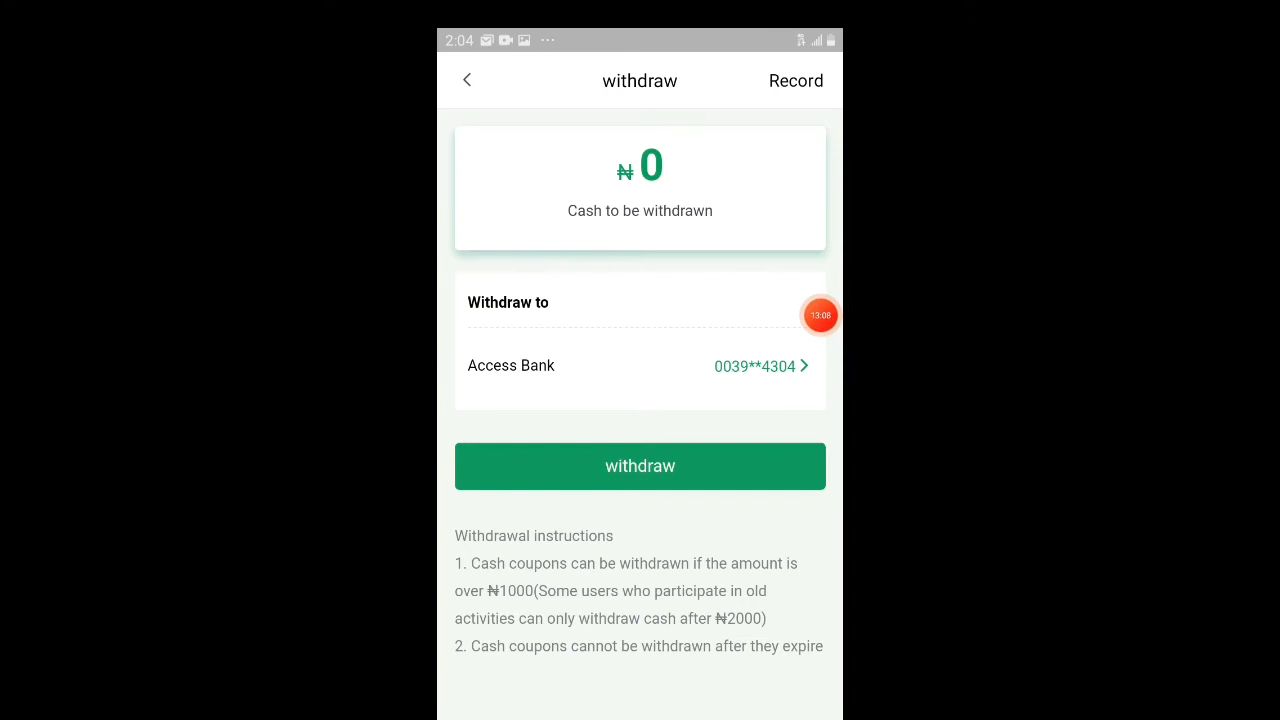 2:04
withdraw
Record
₦ 0
Cash to be withdrawn
Withdraw to
13:08
Access Bank
0039**4304
withdraw
Withdrawal instructions
1. Cash coupons can be withdrawn if the amount is
over ₦1000(Some users who participate in old
activities can only withdraw cash after ₦2000)
2. Cash coupons cannot be withdrawn after they expire